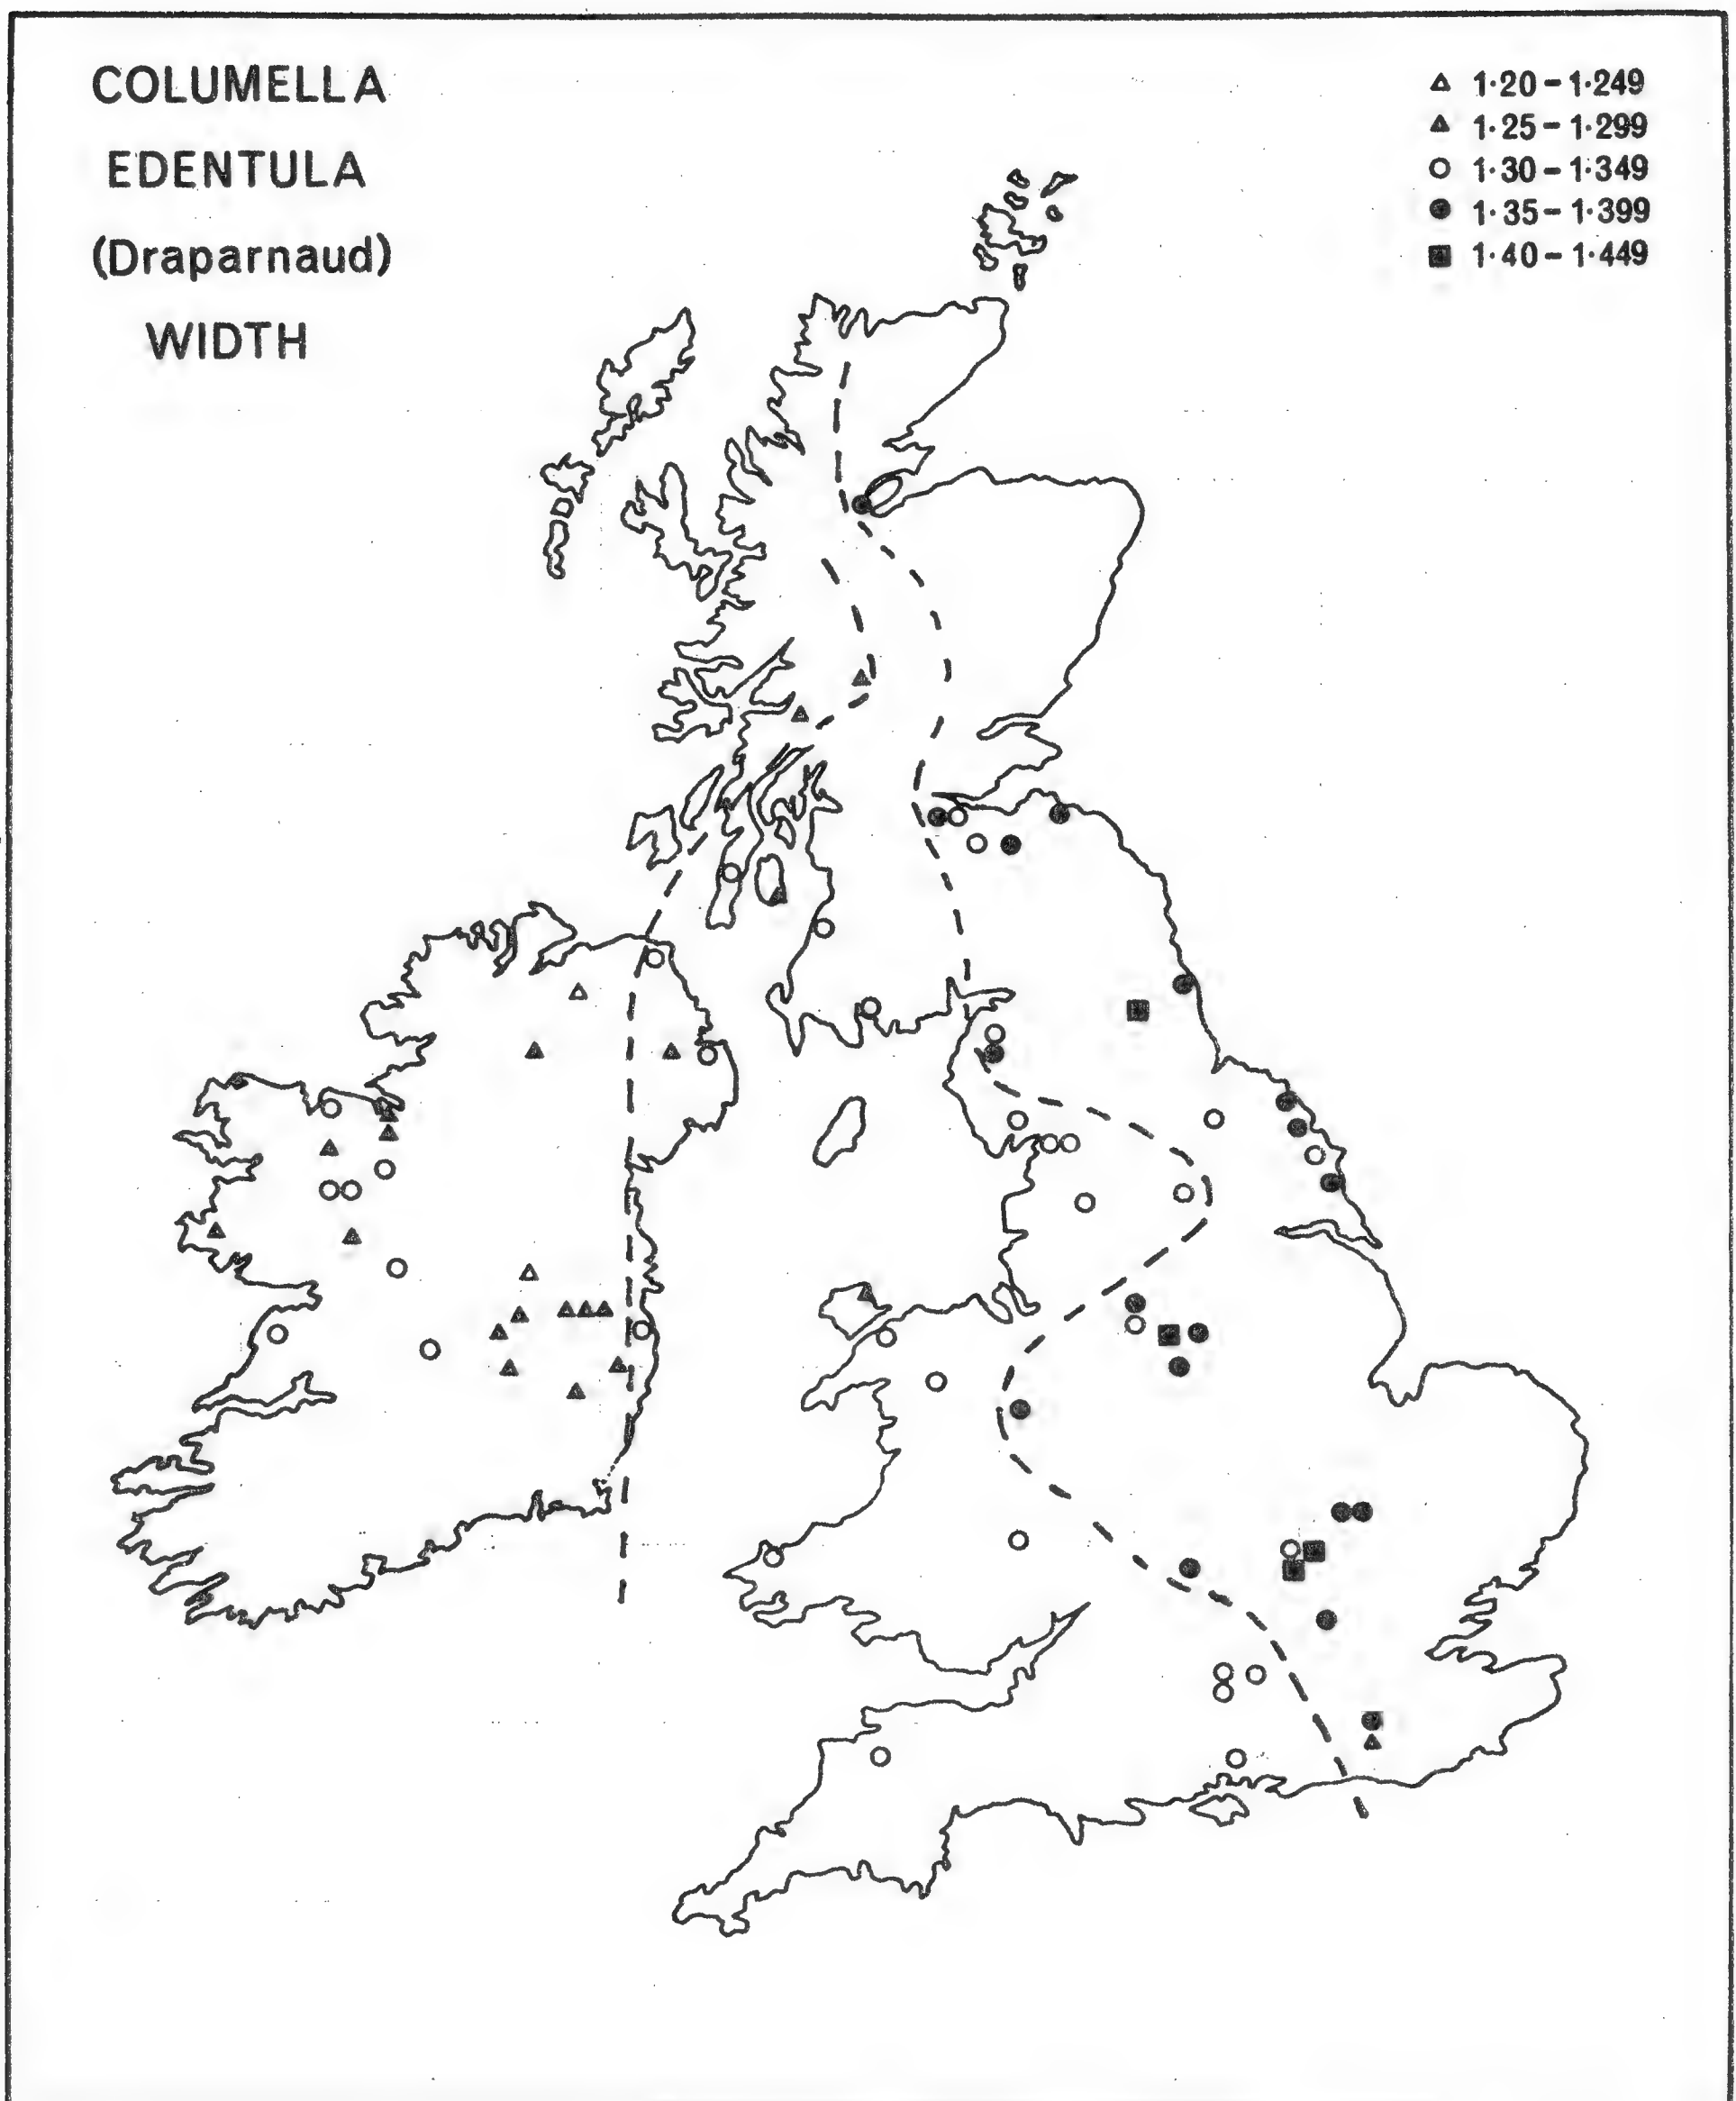 COLUMELLA
EDENTULA
(Draparnaud)
WIDTH
1·20-1·249
1·25-1·299
1·30-1·349
1·35-1·399
1·40-1·449